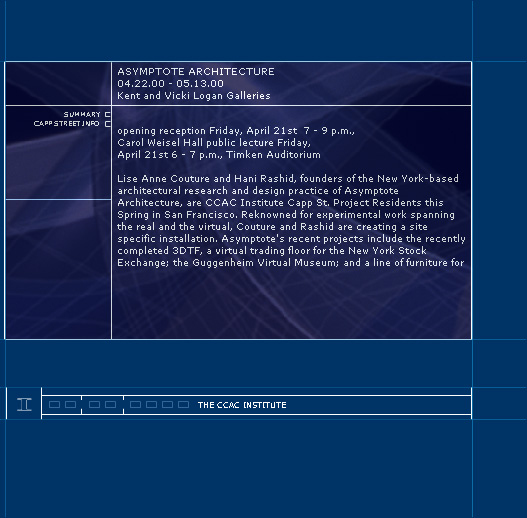 ASYMPTOTE ARCHITECTURE
04.22.00 - 05.13.00
Kent and Vicki Logan Galleries
SUMMARY
CAPP STREET INFO
opening reception Friday, April 21st 7 - 9 p.m.,
Carol Weisel Hall public lecture Friday,
April 21st 6 - 7 p.m., Timken Auditorium
Lise Anne Couture and Hani Rashid, founders of the New York-based
architectural research and design practice of Asymptote
Architecture, are CCAC Institute Capp St. Project Residents this
Spring in San Francisco. Reknowned for experimental work spanning
the real and the virtual, Couture and Rashid are creating a site
specific installation. Asymptote's recent projects include the recently
completed 3DTF, a virtual trading floor for the New York Stock
Exchange; the Guggenheim Virtual Museum; and a line of furniture for
THE CCAC INSTITUTE